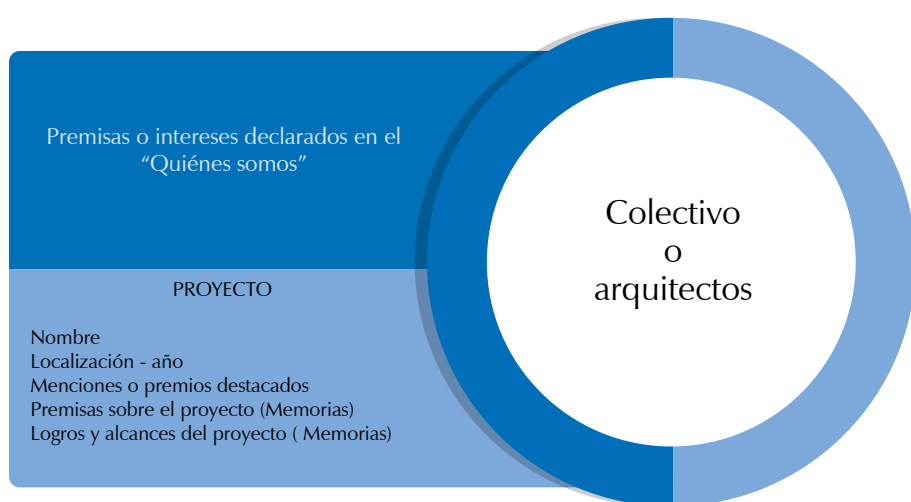 Premisas o intereses declarados en el
“Quiénes somos”
PROYECTO
Nombre
Localización - año
Menciones o premios destacados
Premisas sobre el proyecto (Memorias)
Logros y alcances del proyecto ( Memorias)
Colectivo
o
arquitectos